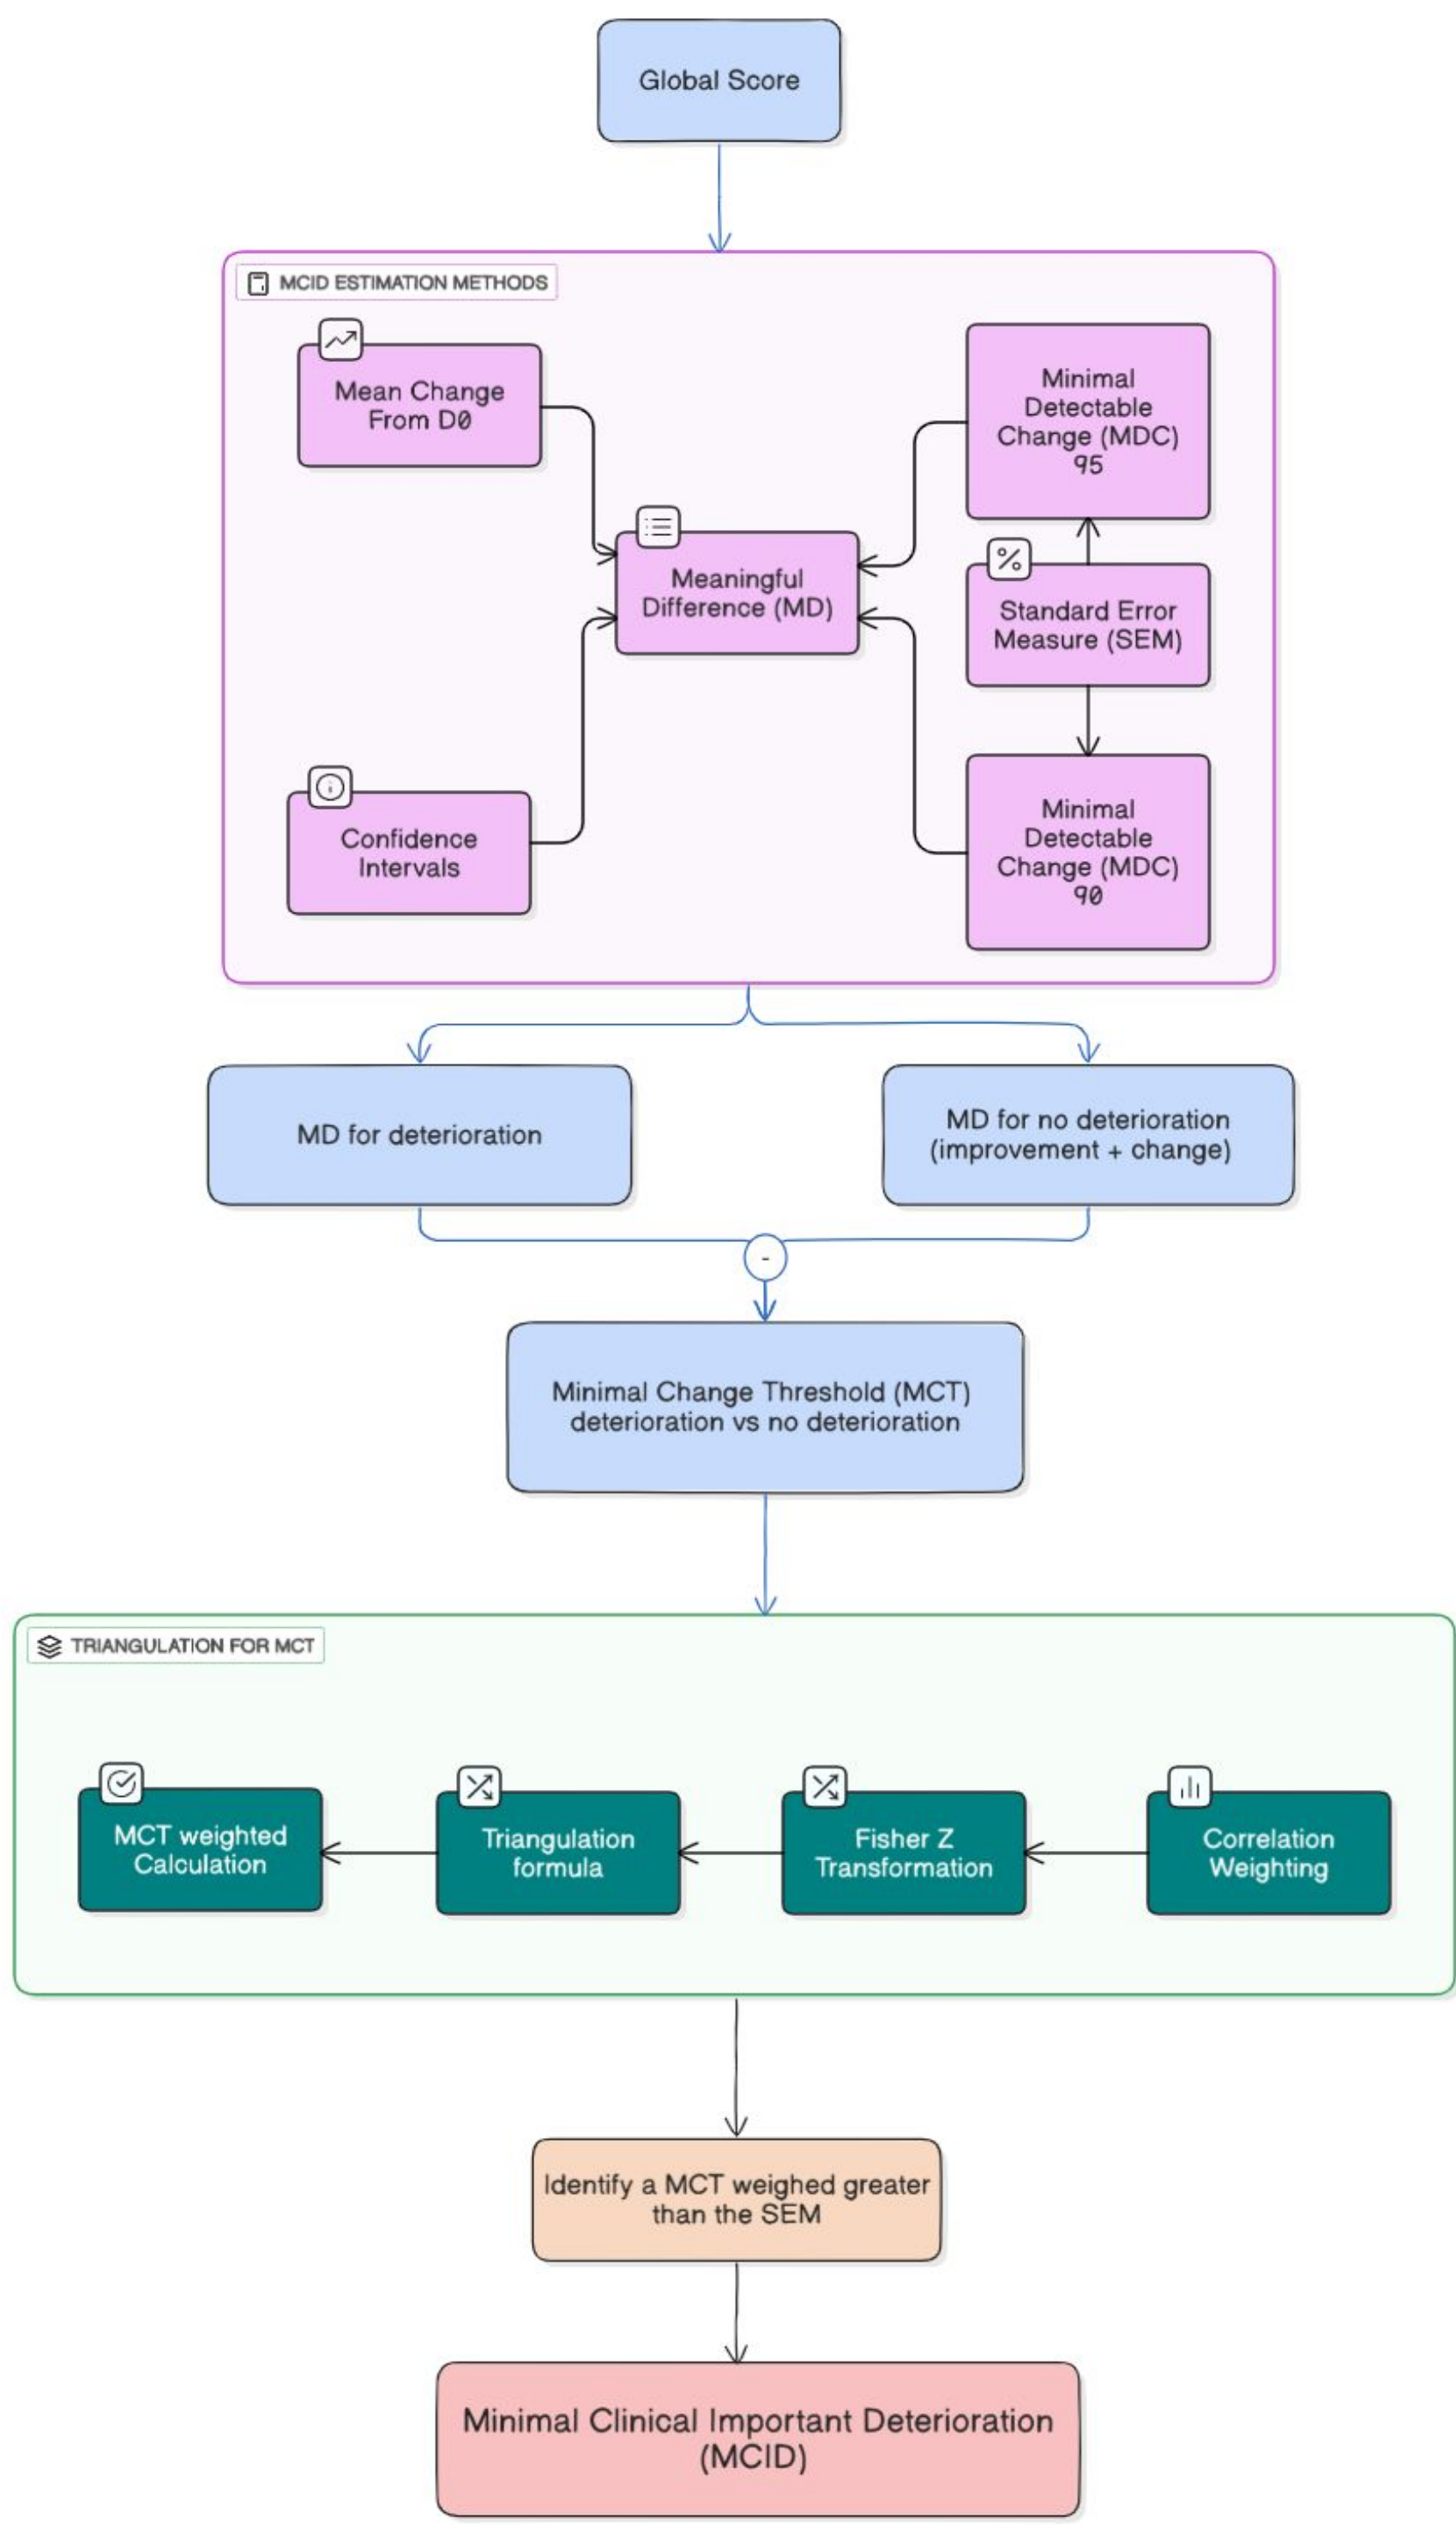 Global Score
MCID ESTIMATION METHODS
Mean Change
From D0
Minimal
Detectable
Change (MDC)
95
Meaningful
Difference (MD)
Standard Error
Measure (SEM)
Confidence
Intervals
Minimal
Detectable
Change (MDC)
90
MD for deterioration
MD for no deterioration
(improvement + change)
-
Minimal Change Threshold (MCT)
deterioration vs no deterioration
TRIANGULATION FOR MCT
MCT weighted
Calculation
Triangulation
formula
Fisher Z
Transformation
Correlation
Weighting
Identify a MCT weighed greater
than the SEM
Minimal Clinical Important Deterioration
(MCID)